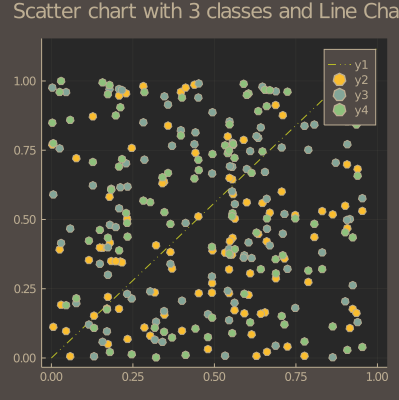 Scatter chart with 3 classes and Line Cha
y1
y2
y3
y4
1.00
0.75
0.50
0.25
0.00
0.00 0.25 0.50 0.75 1.00